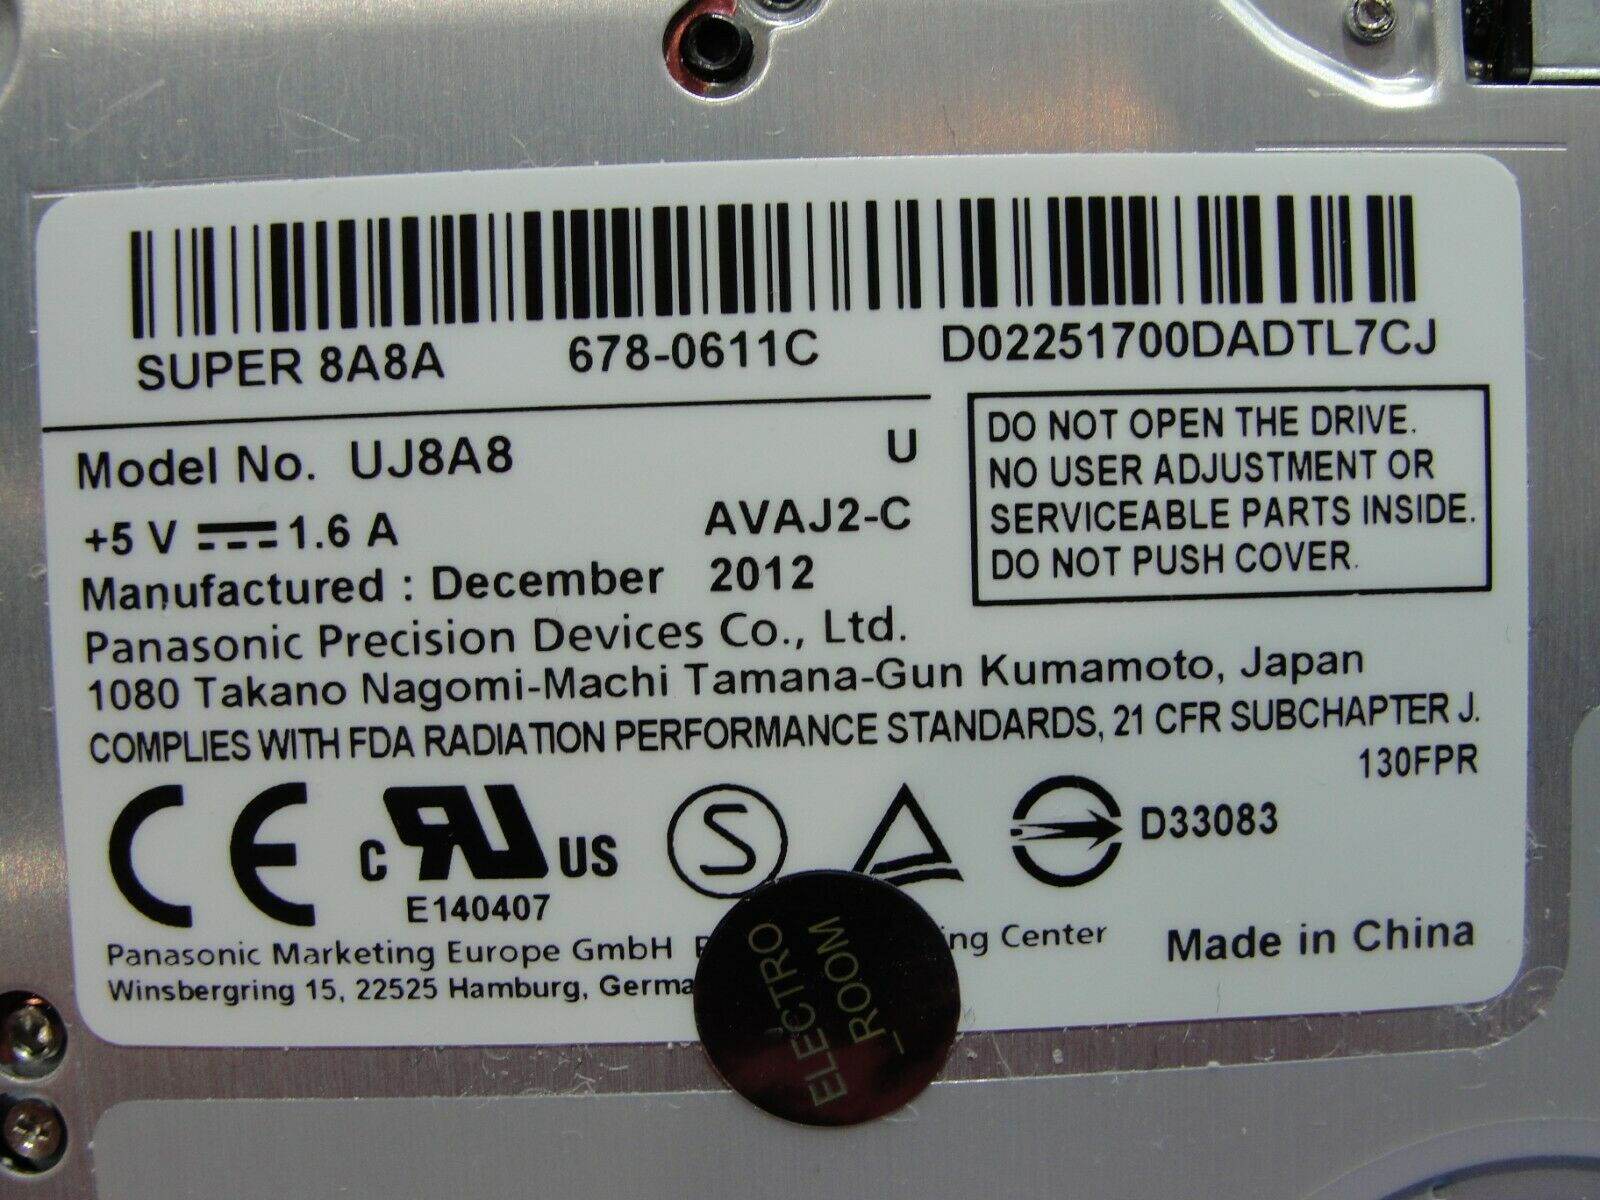 SUPER 8A8A 678-0611C D02251700DADTL7CJ
Model No. UJ8A8 U
+5 V 1.6 A AVAJ2-C
Manufactured : December 2012
DO NOT OPEN THE DRIVE.
NO USER ADJUSTMENT OR
SERVICEABLE PARTS INSIDE.
DO NOT PUSH COVER.
Panasonic Precision Devices Co., Ltd.
1080 Takano Nagomi-Machi Tamana-Gun Kumamoto, Japan
COMPLIES WITH FDA RADIATION PERFORMANCE STANDARDS, 21 CFR SUBCHAPTER J.
130FPR
CE c RU US S D33083
E140407
Panasonic Marketing Europe GmbH Center
Winsbergring 15, 22525 Hamburg,
Made in China
ELECTRO
_ROOM